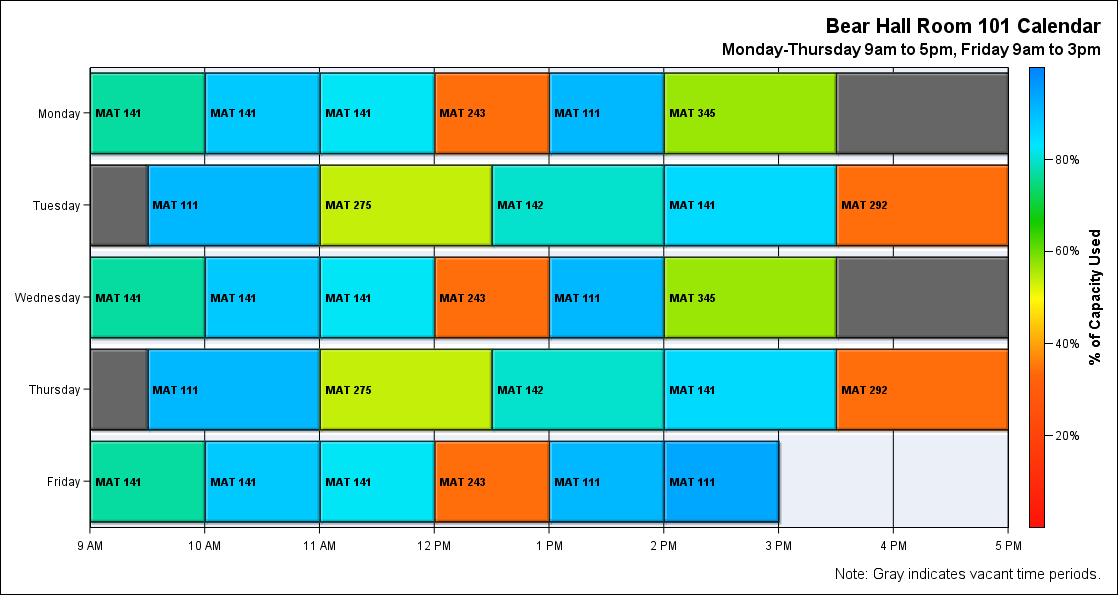 Bear Hall Room 101 Calendar
Monday-Thursday 9am to 5pm, Friday 9am to 3pm
Monday MAT 141 MAT 141 MAT 141 MAT 243 MAT 111 MAT 345
Tuesday MAT 111 MAT 275 MAT 142 MAT 141 MAT 292
Wednesday MAT 141 MAT 141 MAT 141 MAT 243 MAT 111 MAT 345
Thursday MAT 111 MAT 275 MAT 142 MAT 141 MAT 292
Friday MAT 141 MAT 141 MAT 141 MAT 243 MAT 111 MAT 111
9 AM 10 AM 11 AM 12 PM 1 PM 2 PM 3 PM 4 PM 5 PM
80%
60%
40%
20%
% of Capacity Used
Note: Gray indicates vacant time periods.